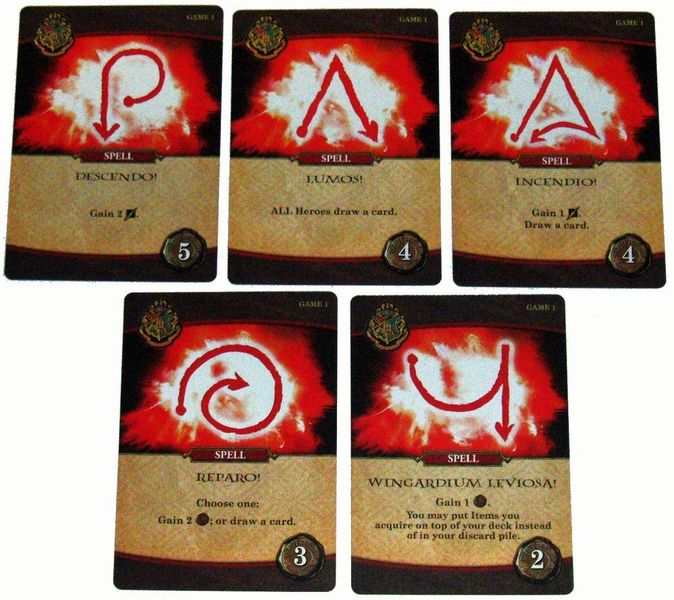 GAME 1
SPELL
DESCENDO!
Gain 2 .
5
GAME 1
SPELL
LUMOS!
ALL Heroes draw a card.
4
GAME 1
SPELL
INCENDIO!
Gain 1 .
Draw a card.
4
GAME 1
SPELL
REPARO!
Choose one:
Gain 2 ; or draw a card.
3
GAME 1
SPELL
WINGARDIUM LEVIOSA!
Gain 1 .
You may put Items you
acquire on top of your deck instead
of in your discard pile.
2